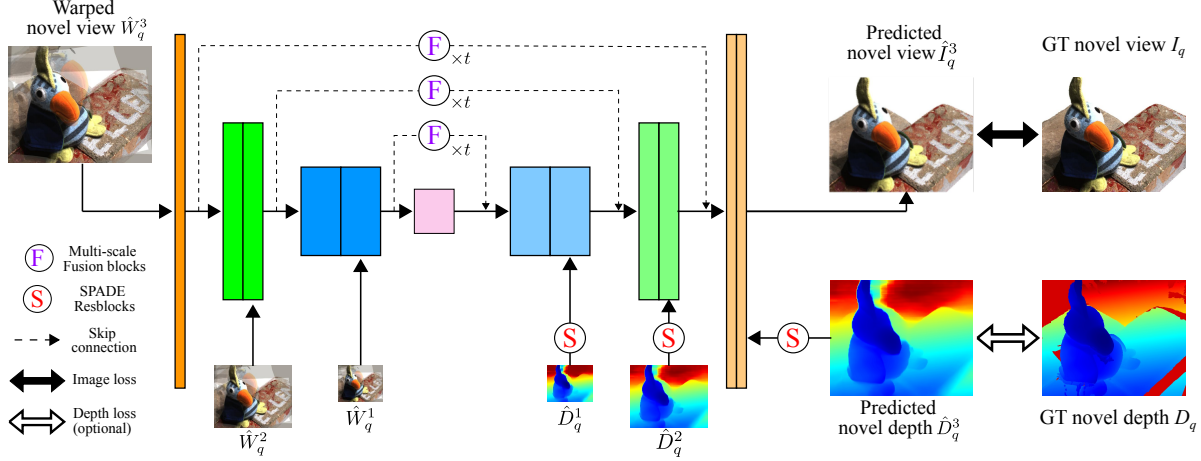 Warped
novel view Ŵ_q^3
F ×t
F ×t
F ×t
Predicted
novel view Î_q^3
GT novel view I_q
F
Multi-scale
Fusion blocks
S
SPADE
Resblocks
Skip
connection
Image loss
Depth loss
(optional)
S
S
S
Ŵ_q^2
Ŵ_q^1
D̂_q^1
D̂_q^2
Predicted
novel depth D̂_q^3
GT novel depth D_q